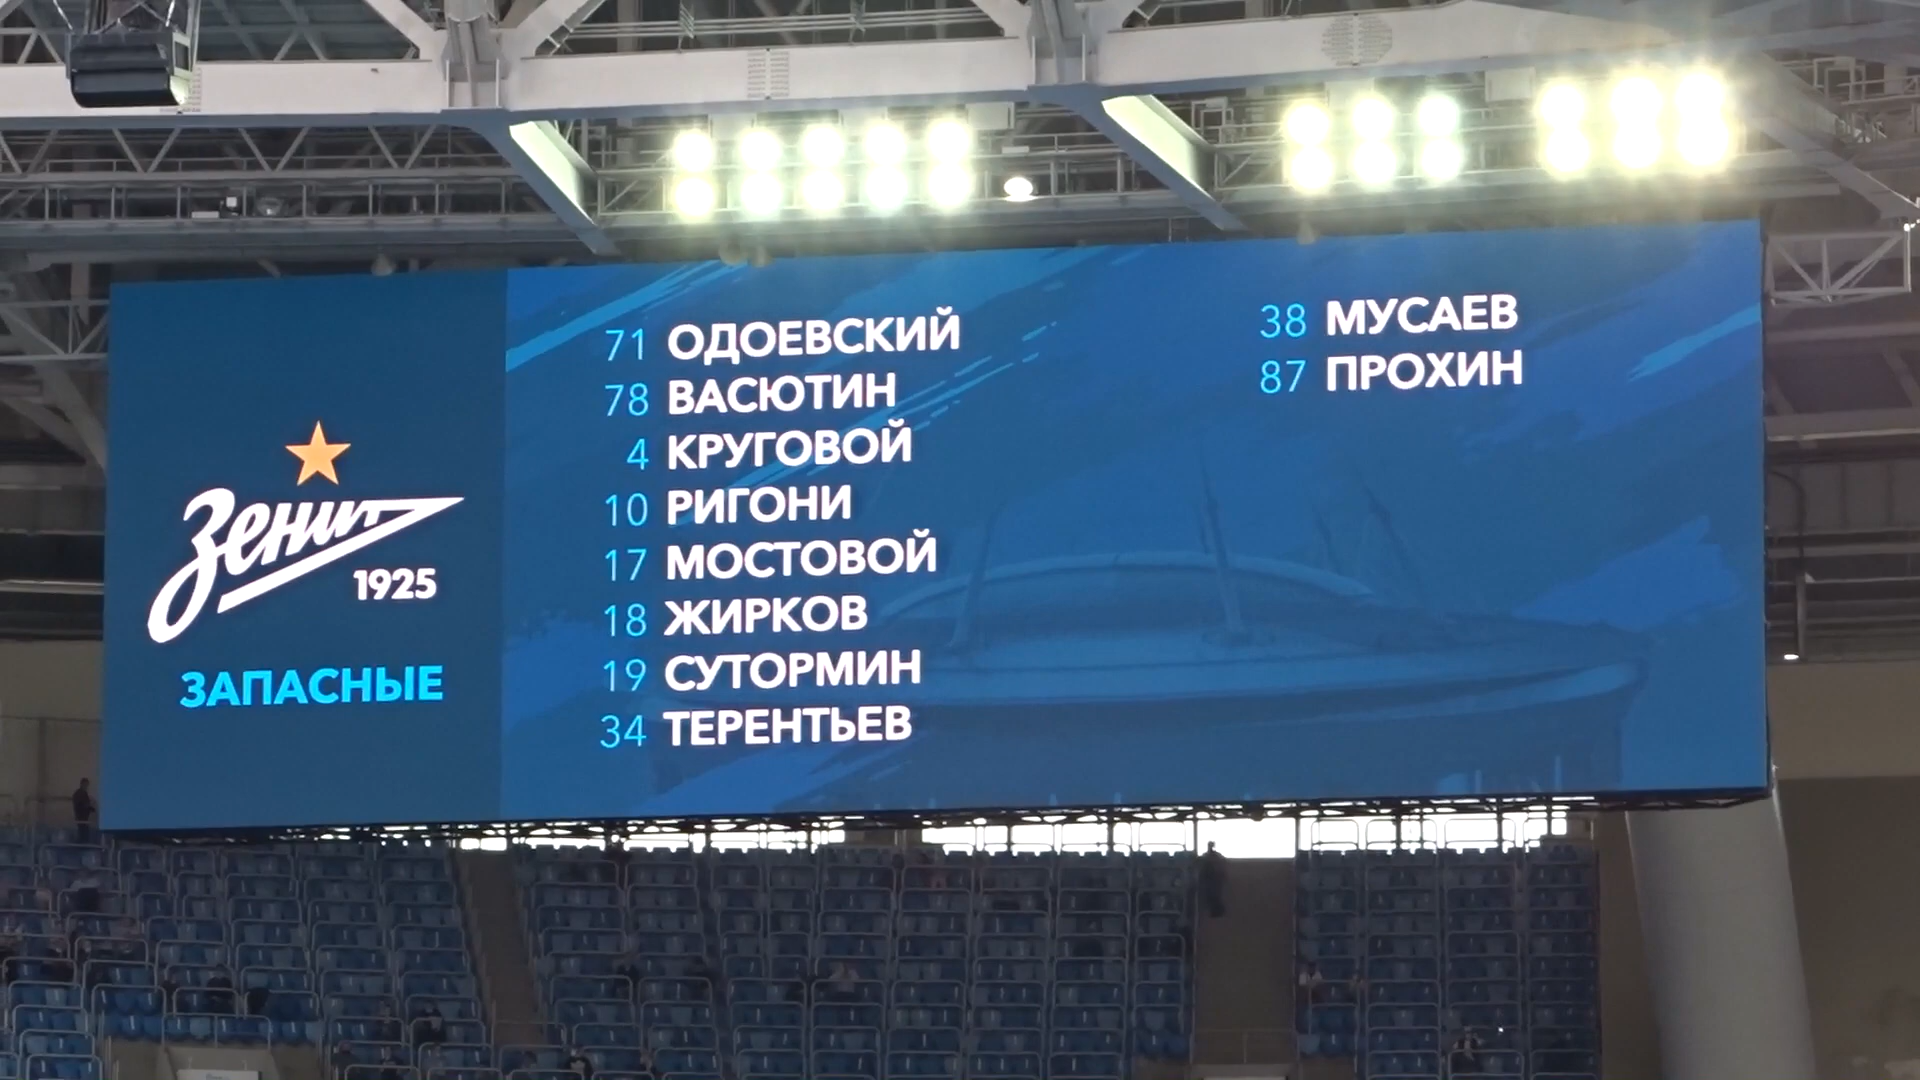 Зенит
1925
ЗАПАСНЫЕ
71 ОДОЕВСКИЙ
78 ВАСЮТИН
4 КРУГОВОЙ
10 РИГОНИ
17 МОСТОВОЙ
18 ЖИРКОВ
19 СУТОРМИН
34 ТЕРЕНТЬЕВ
38 МУСАЕВ
87 ПРОХИН